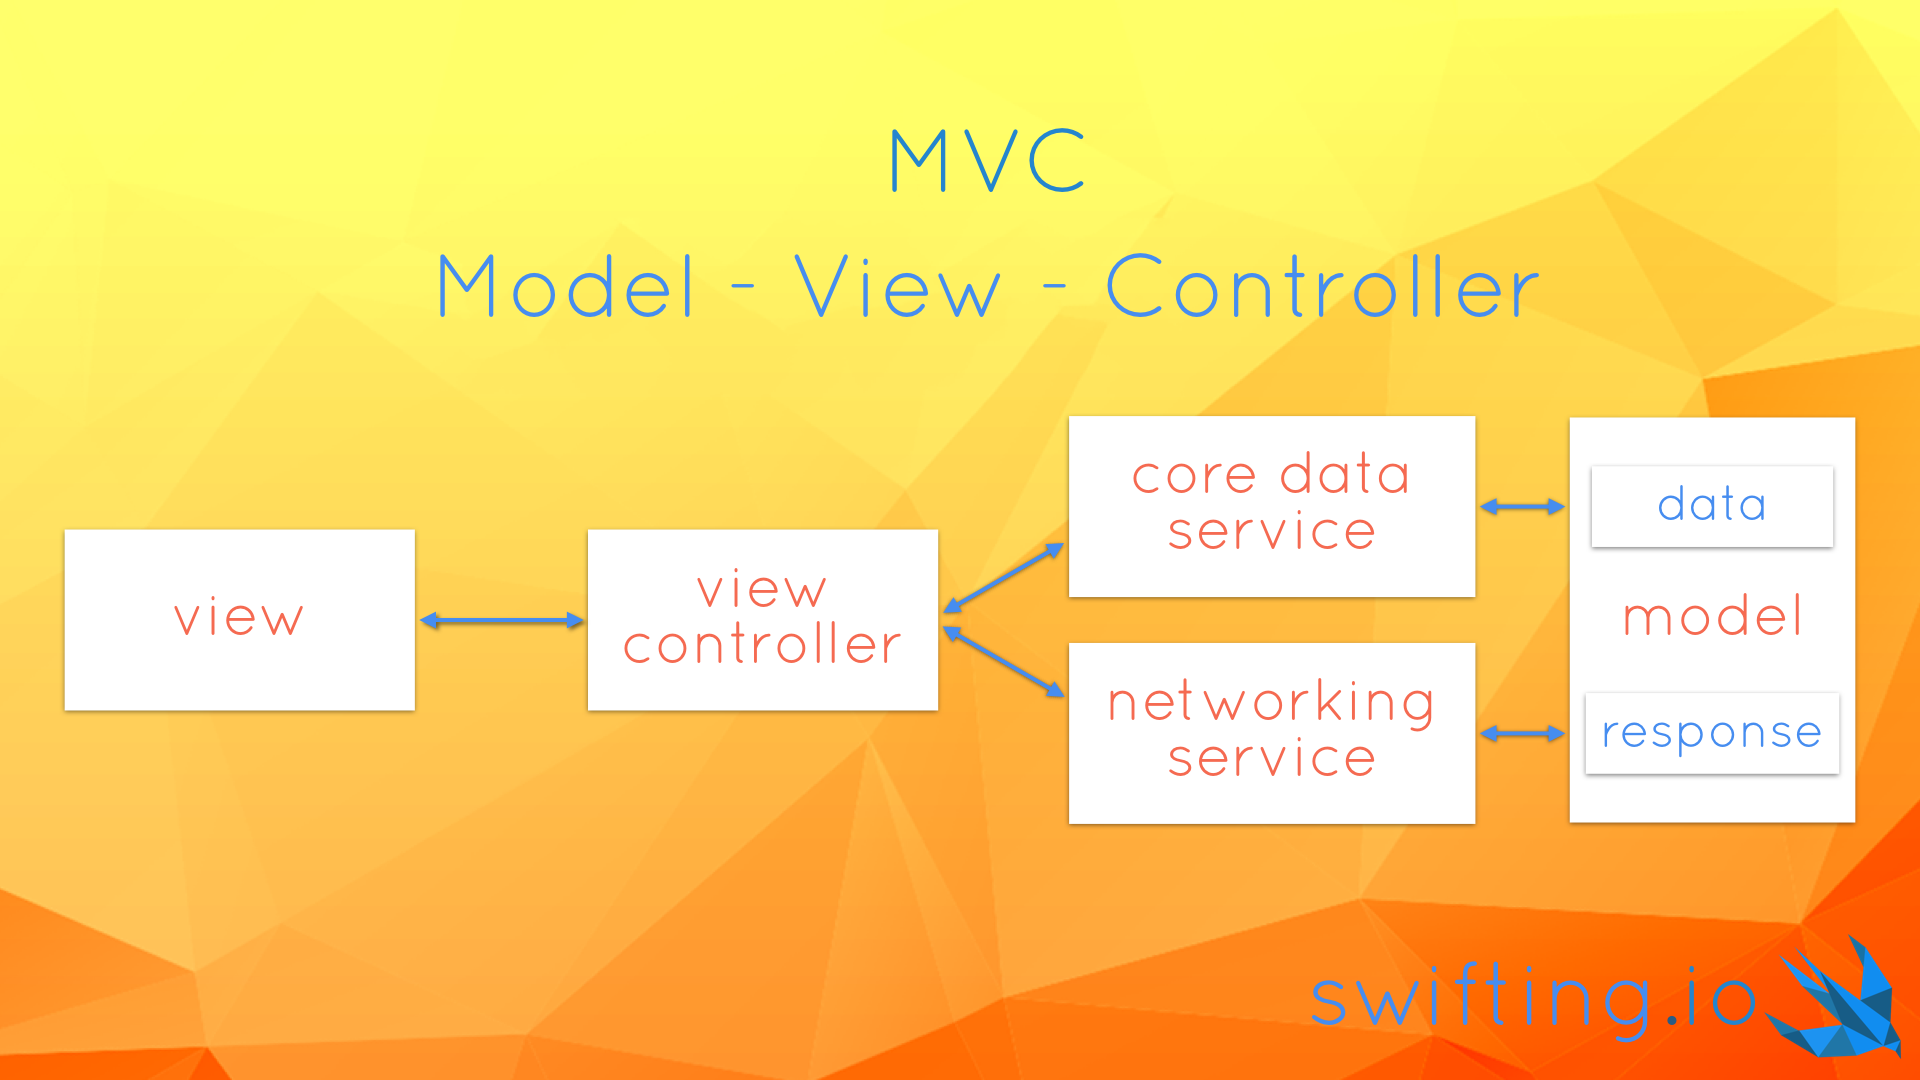 MVC
Model - View - Controller
view
view
controller
core data
service
networking
service
data
model
response
swifting.io